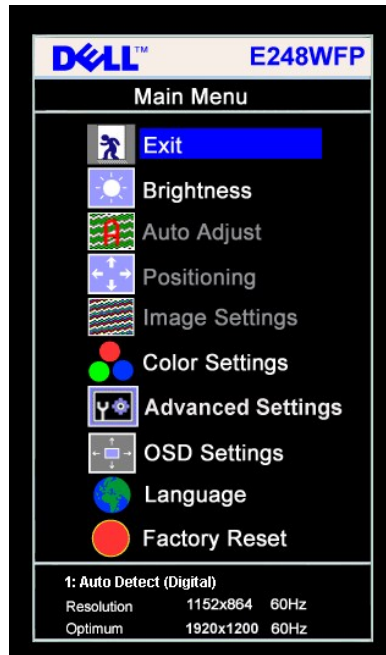 DELL™ E248WFP
Main Menu
Exit
Brightness
Auto Adjust
Positioning
Image Settings
Color Settings
Advanced Settings
OSD Settings
Language
Factory Reset
1: Auto Detect (Digital)
Resolution 1152x864 60Hz
Optimum 1920x1200 60Hz